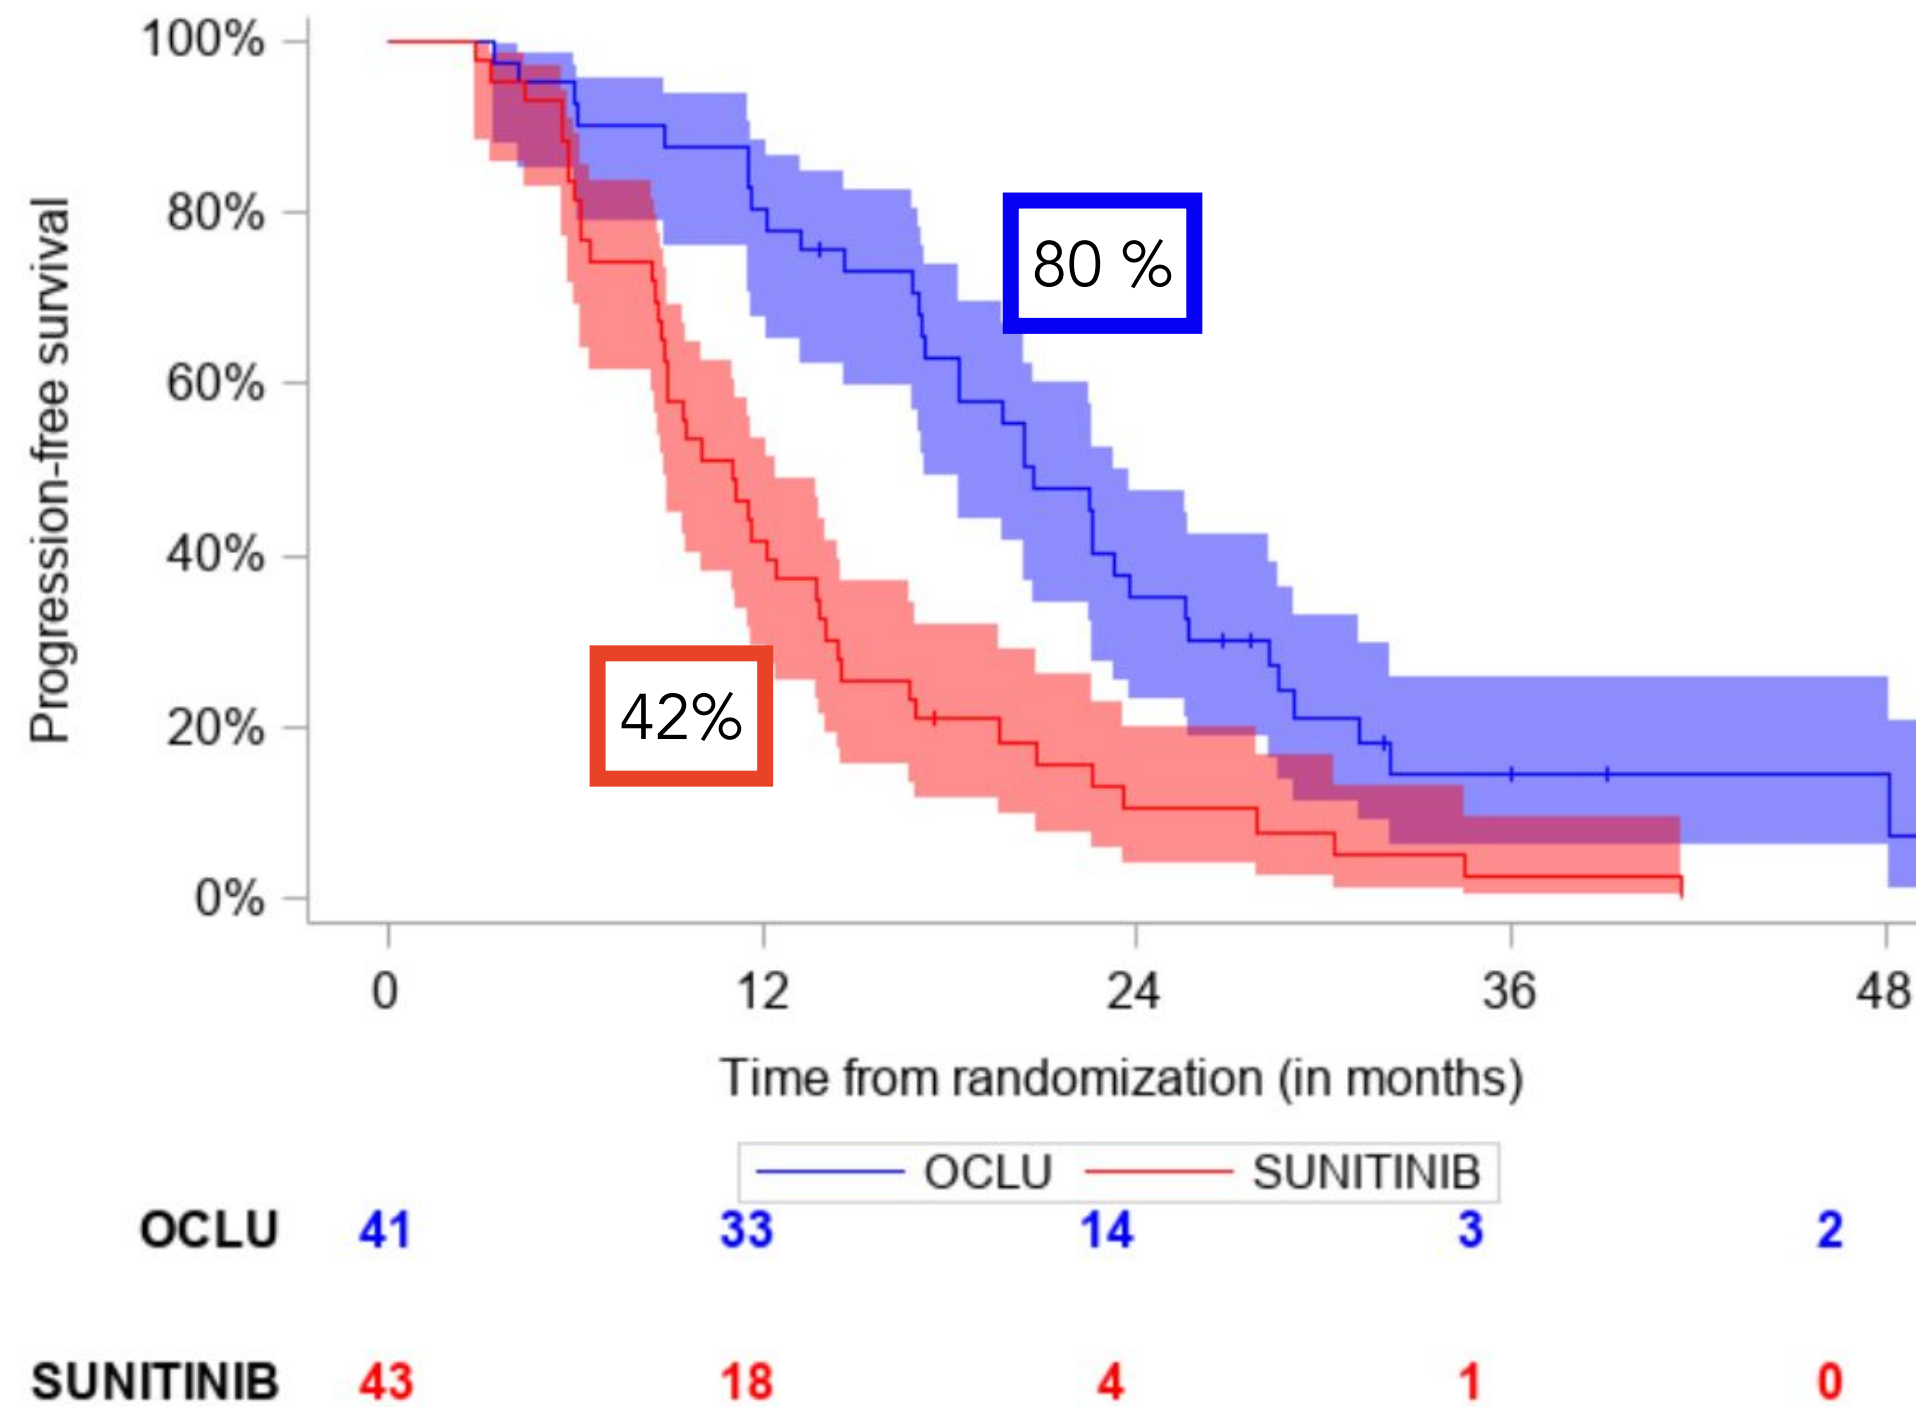 Progression-free survival
100%
80%
60%
40%
20%
0%
80 %
42%
0 12 24 36 48
Time from randomization (in months)
OCLU SUNITINIB
OCLU 41 33 14 3 2
SUNITINIB 43 18 4 1 0